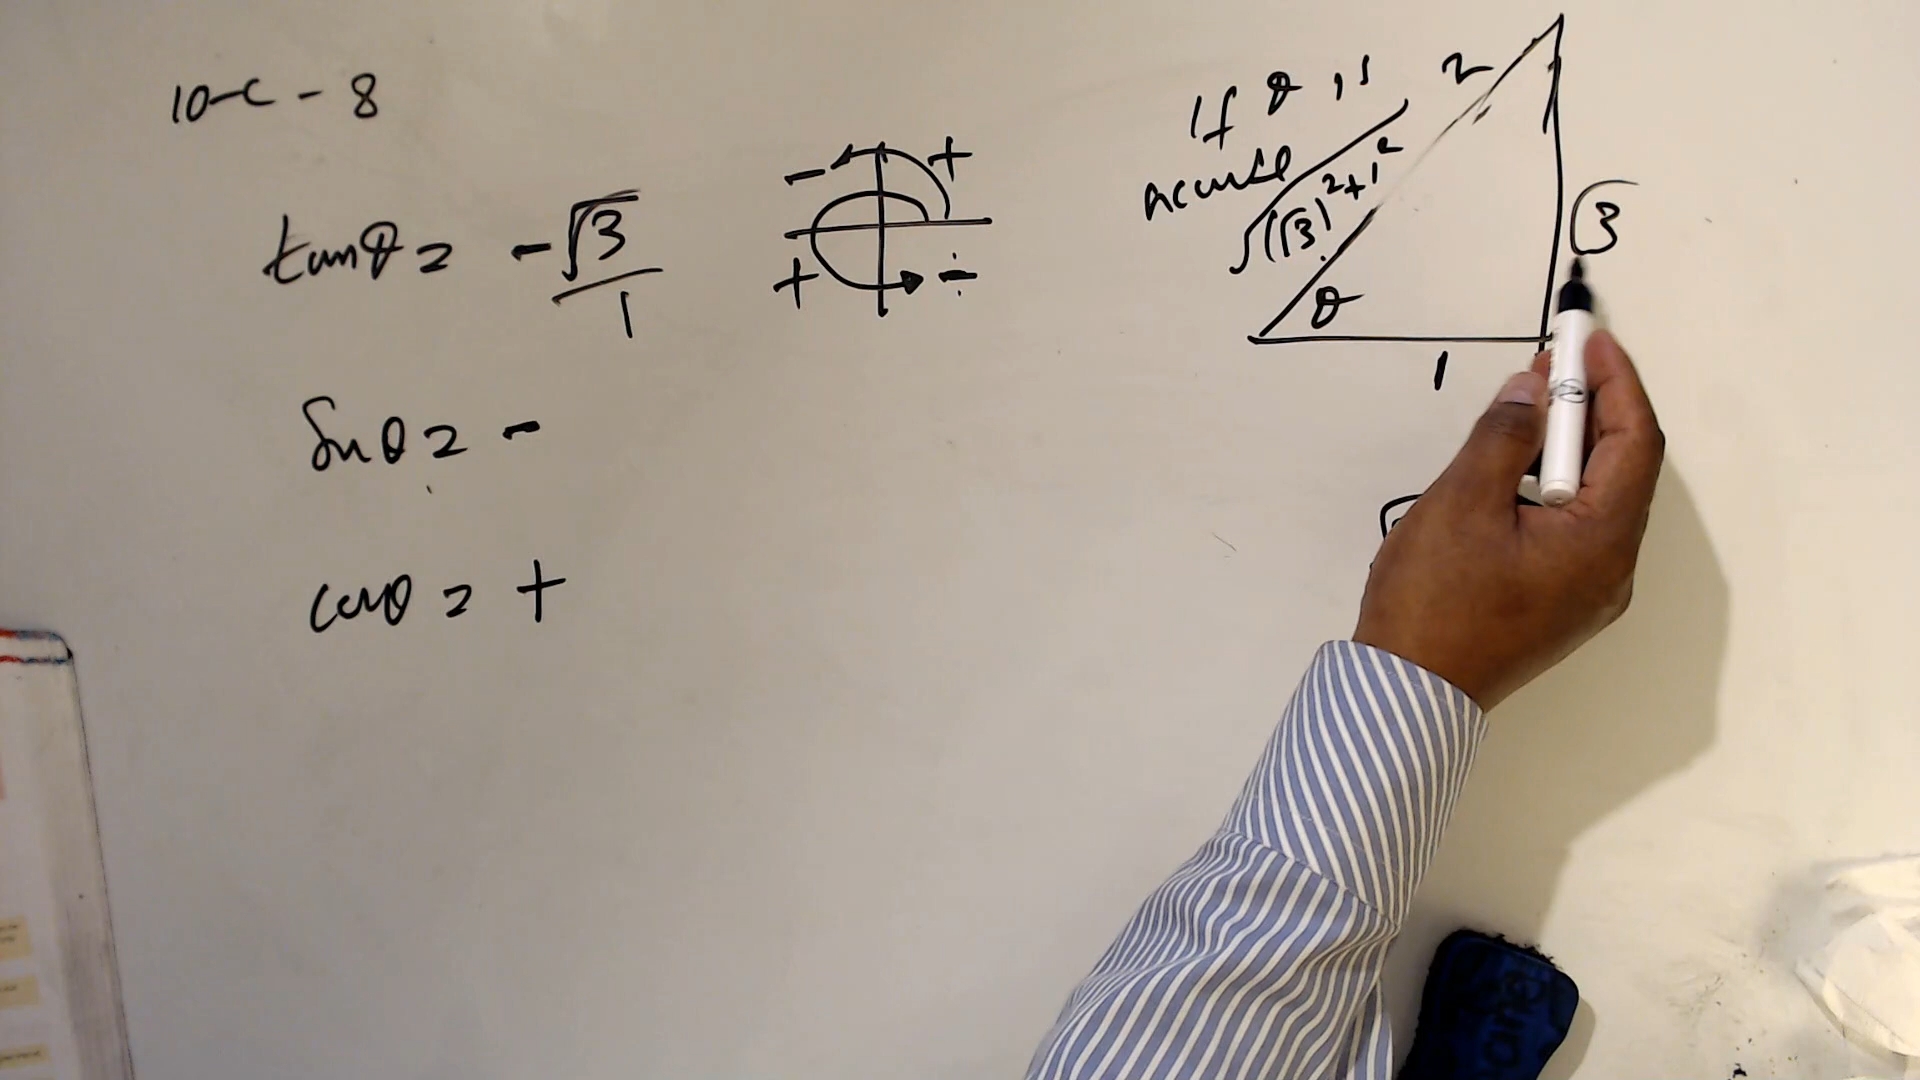 10-C-8
tanθ = -√3/1
sinθ = -
cosθ = +
- +
+ ÷
If θ is
acute
√(√3)²+1²
2
√3
θ
1